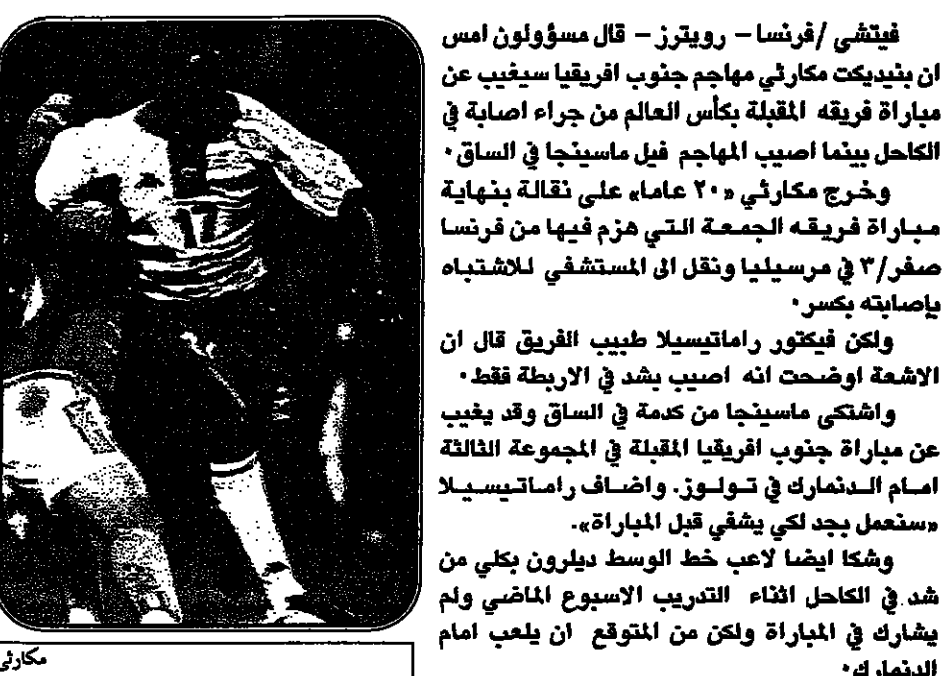 فيتشي /فرنسا – رويترز – قال مسؤولون امس
ان بنيديكت مكارثي مهاجم جنوب افريقيا سيغيب عن
مباراة فريقه المقبلة بكأس العالم من جراء اصابة في
الكاحل بينما اصيب المهاجم فيل ماسينجا في الساق٠
وخرج مكارثي «٢٠ عاما» على نقالة بنهاية
مباراة فريقه الجمعة التي هزم فيها من فرنسا
صفر/٣ في مرسيليا ونقل الى المستشفي للاشتباه
بإصابته بكسر٠
ولكن فيكتور راماتيسيلا طبيب الفريق قال ان
الاشعة اوضحت انه اصيب بشد في الاربطة فقط٠
واشتكى ماسينجا من كدمة في الساق وقد يغيب
عن مباراة جنوب افريقيا المقبلة في المجموعة الثالثة
امام الدنمارك في تولوز. واضاف راماتيسيلا
«سنعمل بجد لكي يشفي قبل المباراة».
وشكا ايضا لاعب خط الوسط ديلرون بكلي من
شد في الكاحل اثناء التدريب الاسبوع الماضي ولم
يشارك في المباراة ولكن من المتوقع ان يلعب امام
الدنمارك٠
17
مكارثي